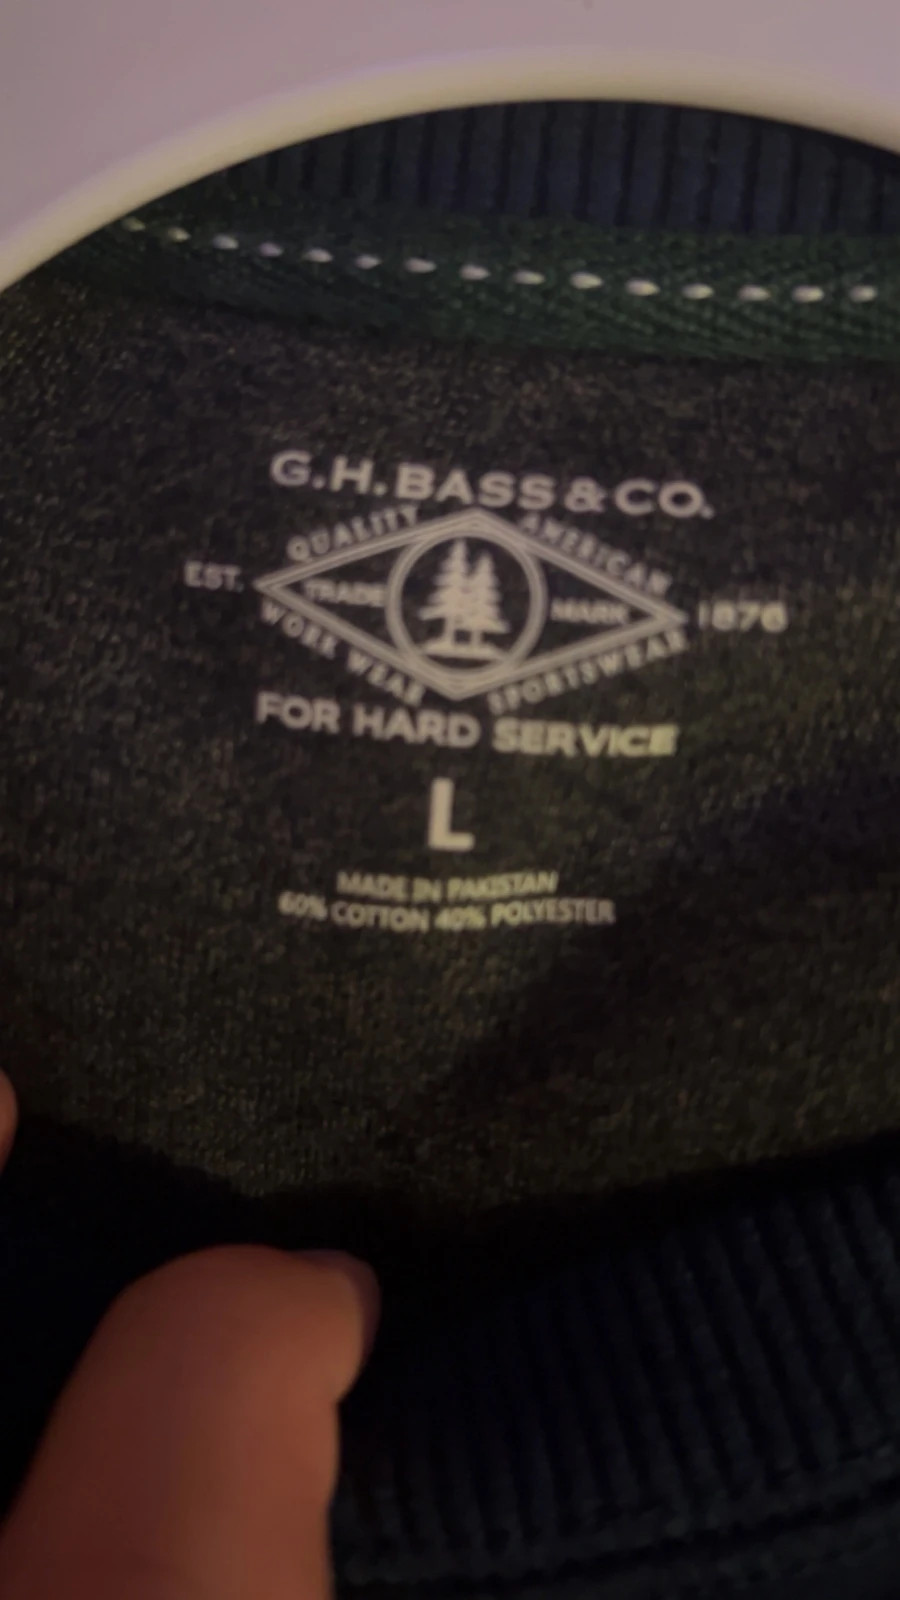 G.H.BASS & CO.
QUALITY AMERICAN
EST. TRADE MARK 1876
WORK WEAR SPORTSWEAR
FOR HARD SERVICE
L
MADE IN PAKISTAN
60% COTTON 40% POLYESTER